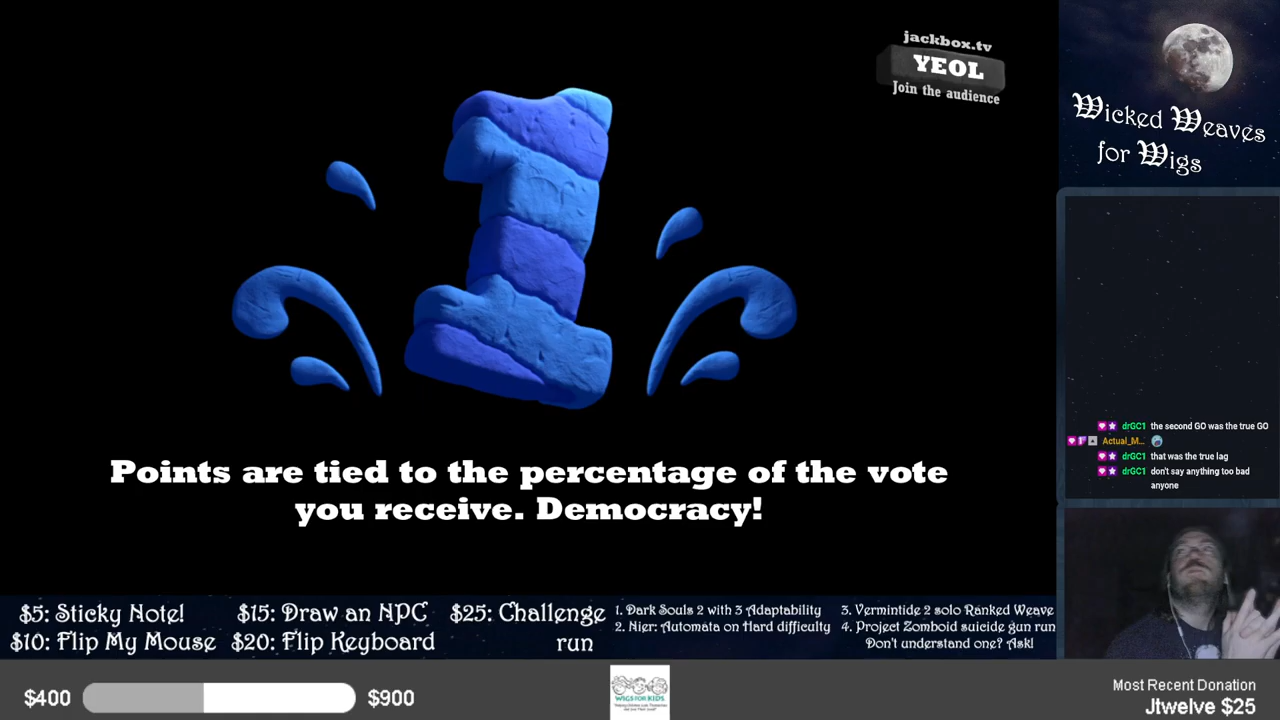 jackbox.tv
YEOL
Join the audience
Wicked Weaves
for Wigs
Points are tied to the percentage of the vote
you receive. Democracy!
drGC1 the second GO was the true GO
Actual_M...
drGC1 that was the true lag
drGC1 don't say anything too bad
anyone
$5: Sticky Note!
$10: Flip My Mouse
$15: Draw an NPC
$20: Flip Keyboard
$25: Challenge
run
1. Dark Souls 2 with 3 Adaptability
2. Nier: Automata on Hard difficulty
3. Vermintide 2 solo Ranked Weave
4. Project Zomboid suicide gun run
Don't understand one? Ask!
$400
$900
WIGS FOR KIDS
Most Recent Donation
Jtwelve $25